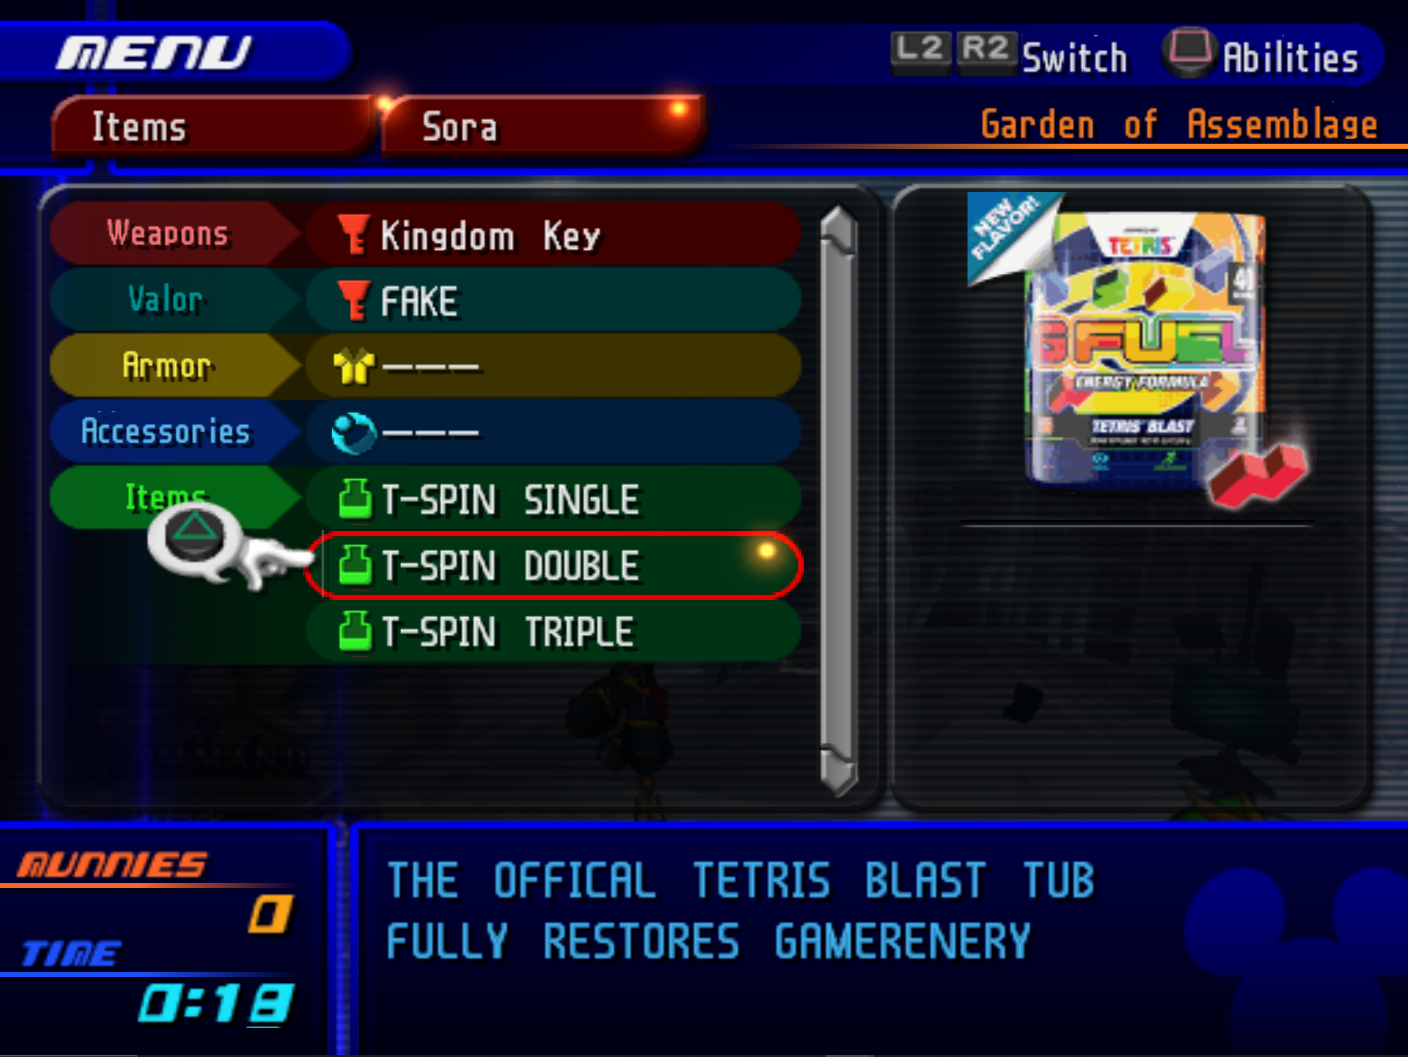 MENU
L2 R2 Switch Abilities
Items Sora
Garden of Assemblage
Weapons Kingdom Key
Valor FAKE
Armor ———
Accessories ———
Items T-SPIN SINGLE
T-SPIN DOUBLE
T-SPIN TRIPLE
NEW FLAVOR!
TETRIS
41
G FUEL
ENERGY FORMULA
TETRIS BLAST
MUNNIES
0
TIME
0:18
THE OFFICAL TETRIS BLAST TUB
FULLY RESTORES GAMERENERY